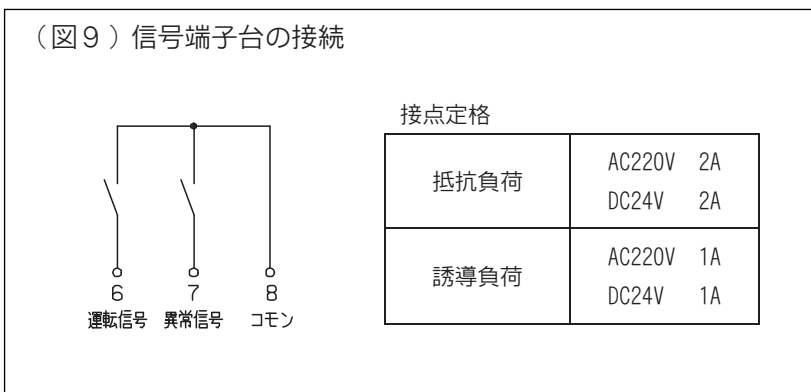 （図９）信号端子台の接続
接点定格
抵抗負荷
AC220V 2A
DC24V 2A
誘導負荷
AC220V 1A
DC24V 1A
6 7 8
運転信号 異常信号 コモン